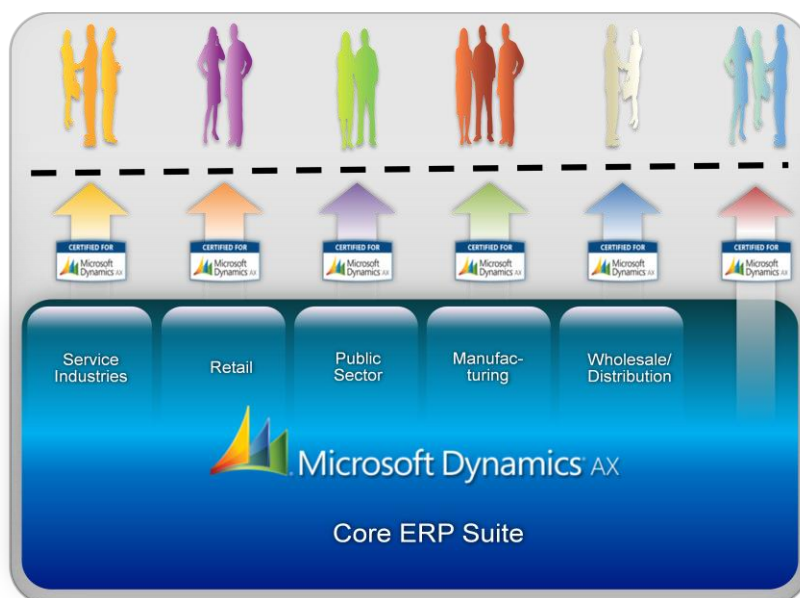 CERTIFIED FOR
Microsoft
Dynamics AX
CERTIFIED FOR
Microsoft
Dynamics AX
CERTIFIED FOR
Microsoft
Dynamics AX
CERTIFIED FOR
Microsoft
Dynamics AX
CERTIFIED FOR
Microsoft
Dynamics AX
CERTIFIED FOR
Microsoft
Dynamics AX
Service
Industries
Retail
Public
Sector
Manufac-
turing
Wholesale/
Distribution
Microsoft Dynamics AX
Core ERP Suite